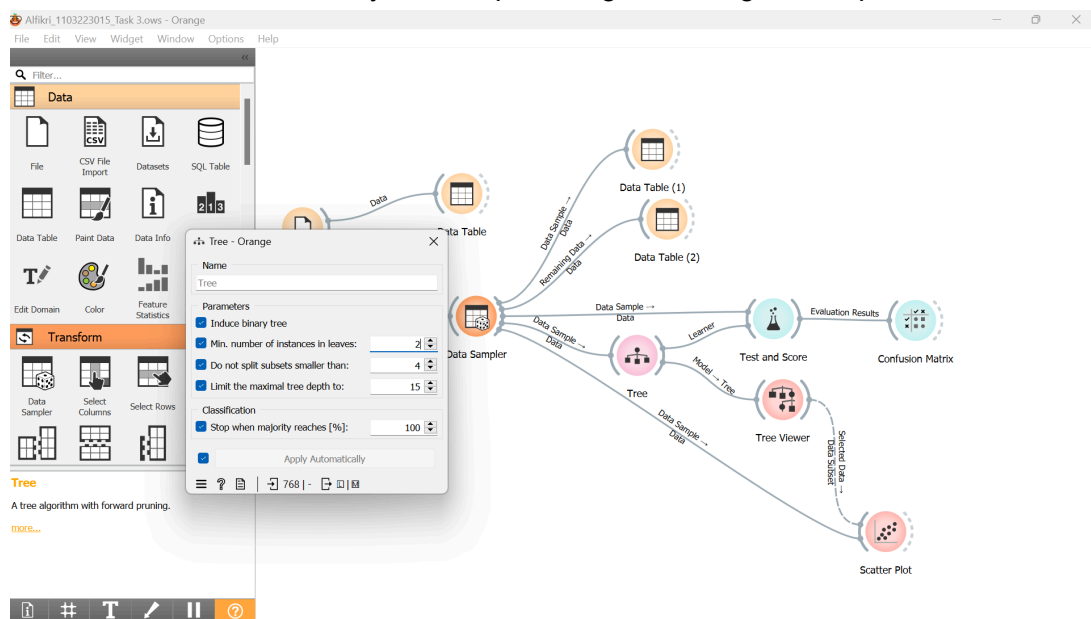 Alfikri_1103223015_Task 3.ows - Orange
File Edit View Widget Window Options Help
Filter...
Data
File
CSV File Import
Datasets
SQL Table
Data Table
Paint Data
Data Info
Edit Domain
Color
Feature Statistics
Transform
Data Sampler
Select Columns
Select Rows
Tree
A tree algorithm with forward pruning.
more...
Tree - Orange
Name
Tree
Parameters
Induce binary tree
Min. number of instances in leaves: 2
Do not split subsets smaller than: 4
Limit the maximal tree depth to: 15
Classification
Stop when majority reaches [%]: 100
Apply Automatically
768 | -
Data
Data Table
Data Sampler
Data Sample →
Data
Data Table (1)
Remaining Data →
Data
Data Table (2)
Data Sample →
Data
Data Sample →
Data
Tree
Learner
Test and Score
Evaluation Results
Confusion Matrix
Model → Tree
Tree Viewer
Data Sample →
Data
Selected Data →
Data Subset
Scatter Plot